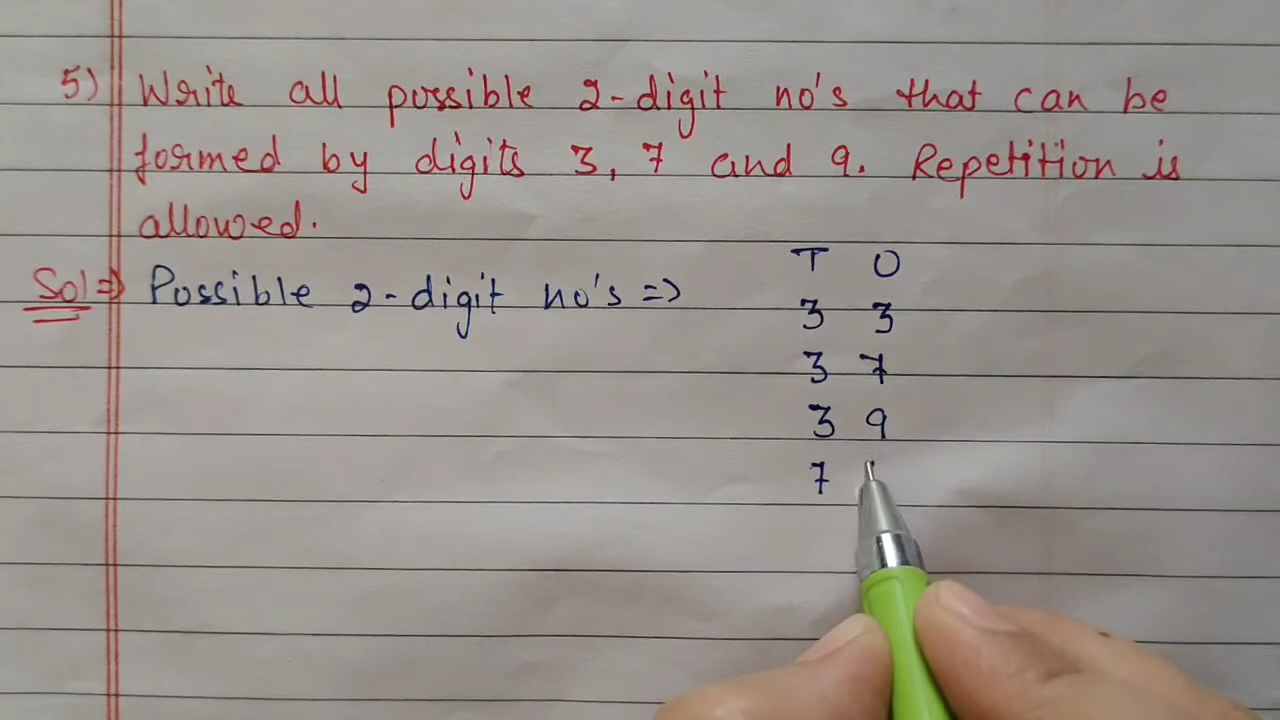 5) Write all possible 2-digit no's that can be
formed by digits 3, 7 and 9. Repetition is
allowed.
Sol⇒ Possible 2-digit no's ⇒
T O
3 3
3 7
3 9
7